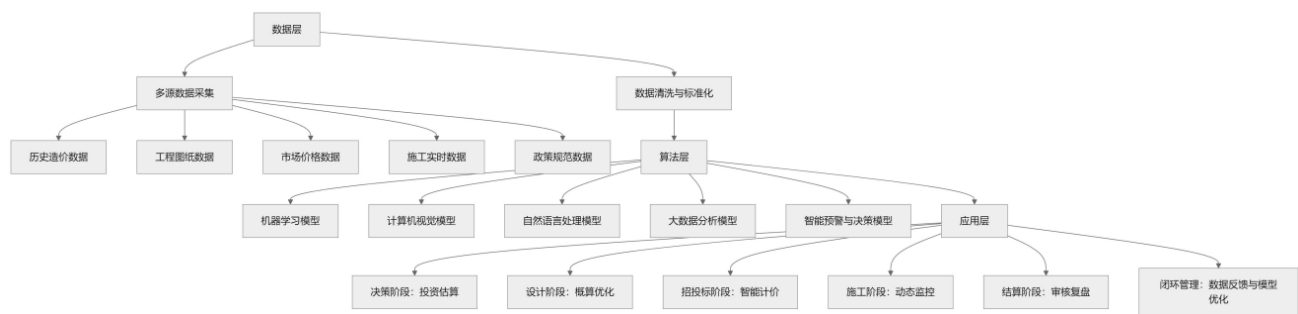 数据层
多源数据采集
数据清洗与标准化
历史造价数据
工程图纸数据
市场价格数据
施工实时数据
政策规范数据
算法层
机器学习模型
计算机视觉模型
自然语言处理模型
大数据分析模型
智能预警与决策模型
应用层
决策阶段：投资估算
设计阶段：概算优化
招投标阶段：智能计价
施工阶段：动态监控
结算阶段：审核复盘
闭环管理：数据反馈与模型
优化